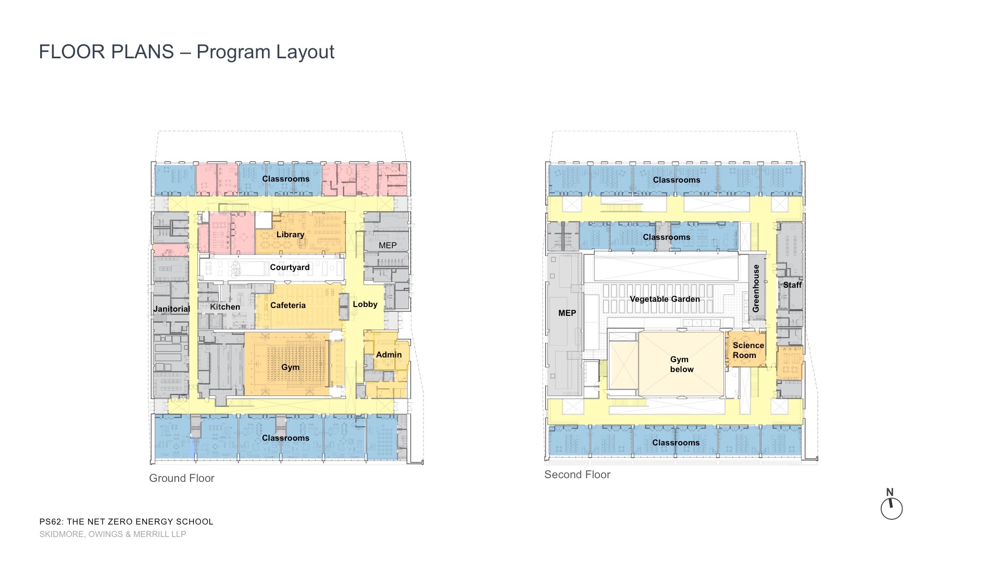 FLOOR PLANS – Program Layout
Classrooms
Library
MEP
Courtyard
Janitorial
Kitchen
Cafeteria
Lobby
Gym
Admin
Classrooms
Ground Floor
Classrooms
Classrooms
Greenhouse
Staff
Vegetable Garden
MEP
Science
Room
Gym
below
Classrooms
Second Floor
N
PS62: THE NET ZERO ENERGY SCHOOL
SKIDMORE, OWINGS & MERRILL LLP